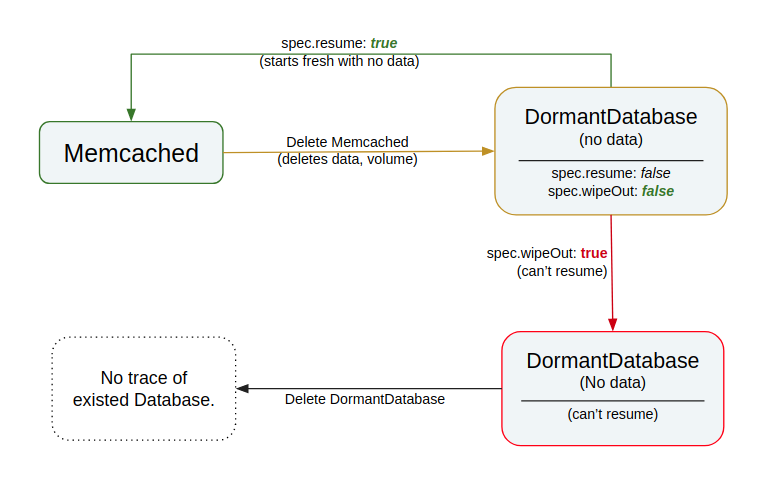 spec.resume: true
(starts fresh with no data)
Memcached
Delete Memcached
(deletes data, volume)
DormantDatabase
(no data)
spec.resume: false
spec.wipeOut: false
spec.wipeOut: true
(can’t resume)
No trace of
existed Database.
Delete DormantDatabase
DormantDatabase
(No data)
(can’t resume)